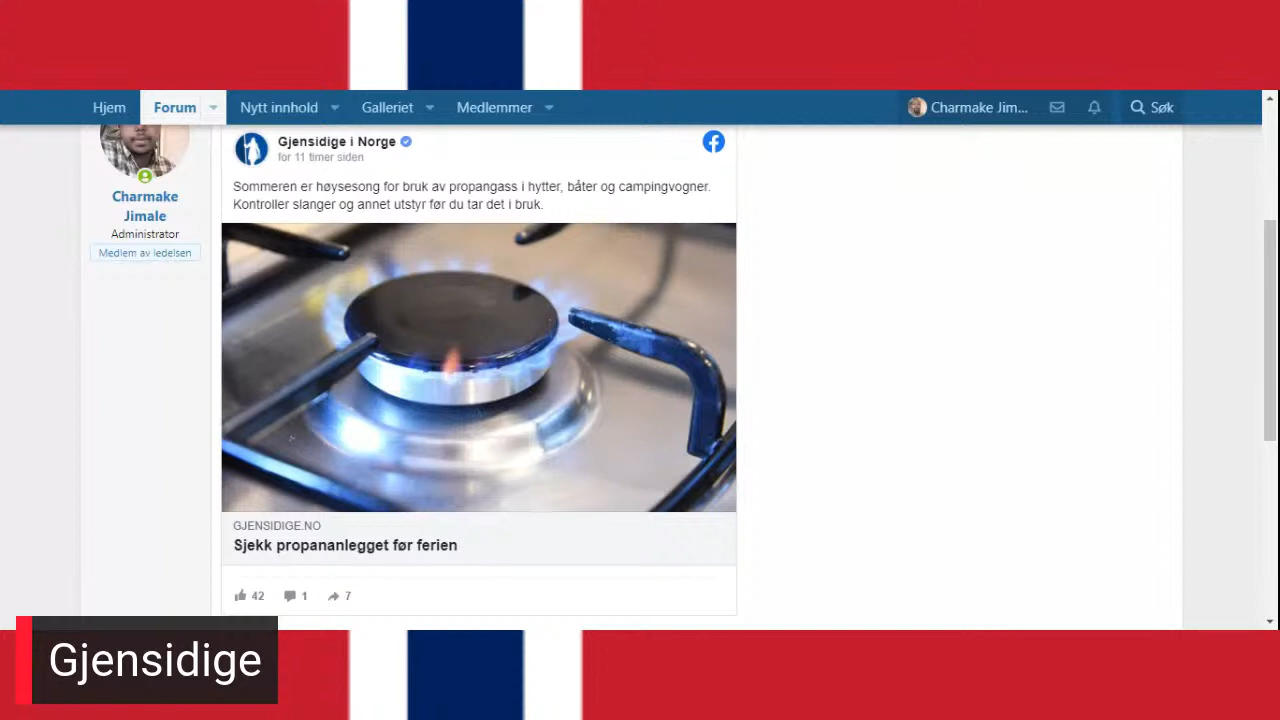 Hjem
Forum
Nytt innhold
Galleriet
Medlemmer
Charmake Jim...
Søk
Charmake
Jimale
Administrator
Medlem av ledelsen
Gjensidige i Norge
for 11 timer siden
Sommeren er høysesong for bruk av propangass i hytter, båter og campingvogner.
Kontroller slanger og annet utstyr før du tar det i bruk.
GJENSIDIGE.NO
Sjekk propananlegget før ferien
42
1
7
Gjensidige